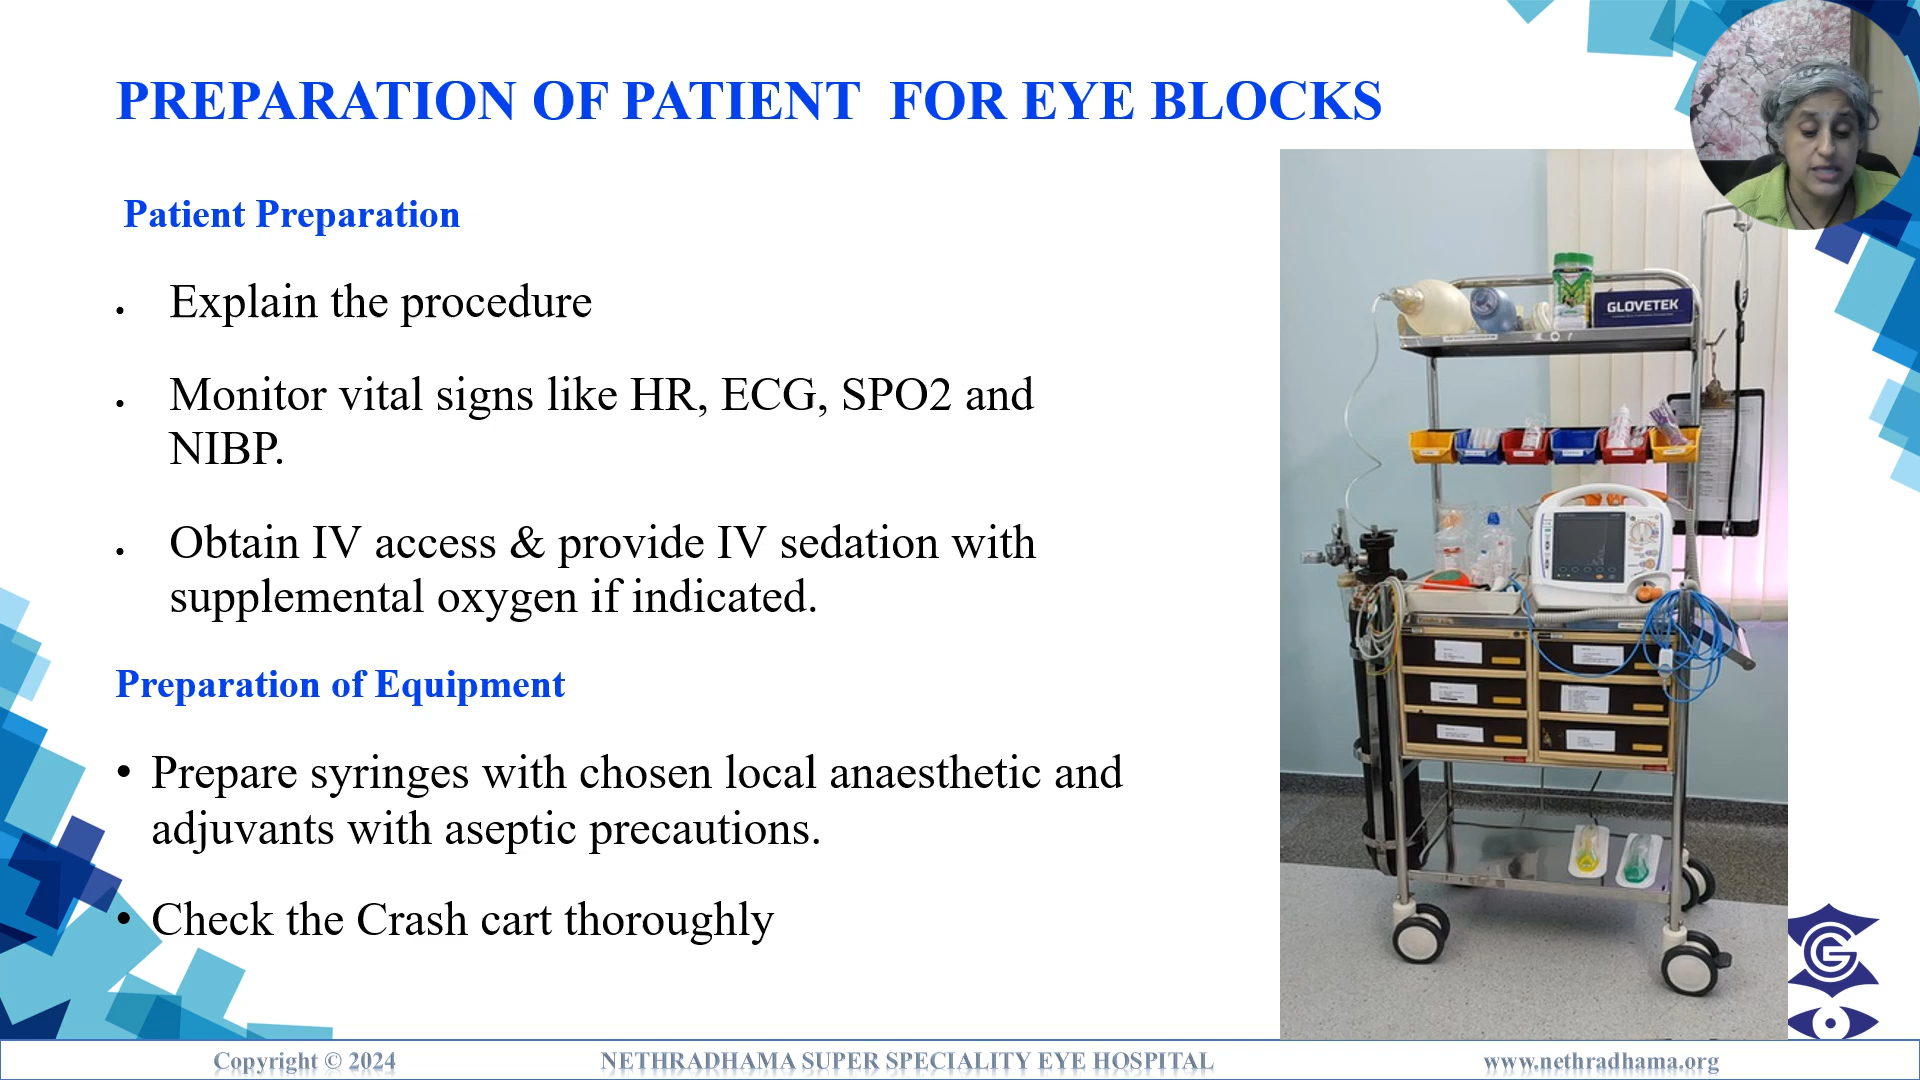 PREPARATION OF PATIENT FOR EYE BLOCKS
Patient Preparation
• Explain the procedure
• Monitor vital signs like HR, ECG, SPO2 and
NIBP.
• Obtain IV access & provide IV sedation with
supplemental oxygen if indicated.
Preparation of Equipment
• Prepare syringes with chosen local anaesthetic and
adjuvants with aseptic precautions.
• Check the Crash cart thoroughly
GLOVETEK
Copyright © 2024
NETHRADHAMA SUPER SPECIALITY EYE HOSPITAL
www.nethradhama.org